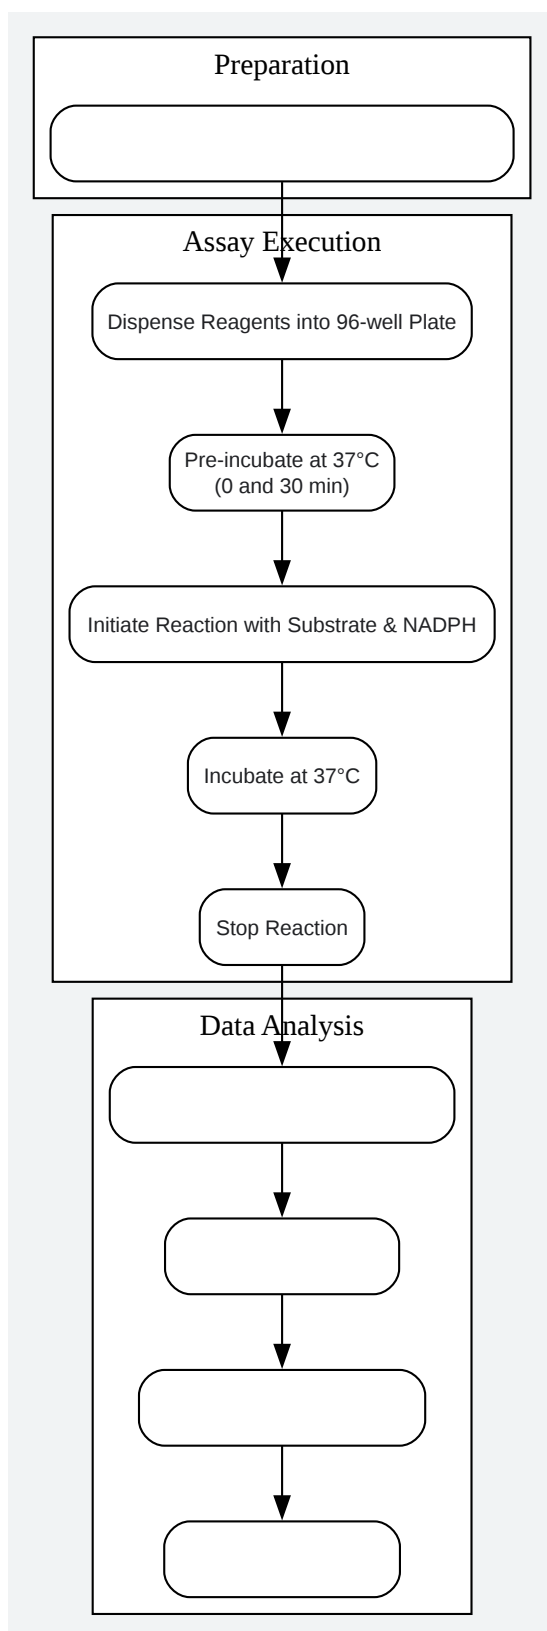 Preparation
Assay Execution
Dispense Reagents into 96-well Plate
Pre-incubate at 37°C
(0 and 30 min)
Initiate Reaction with Substrate & NADPH
Incubate at 37°C
Stop Reaction
Data Analysis